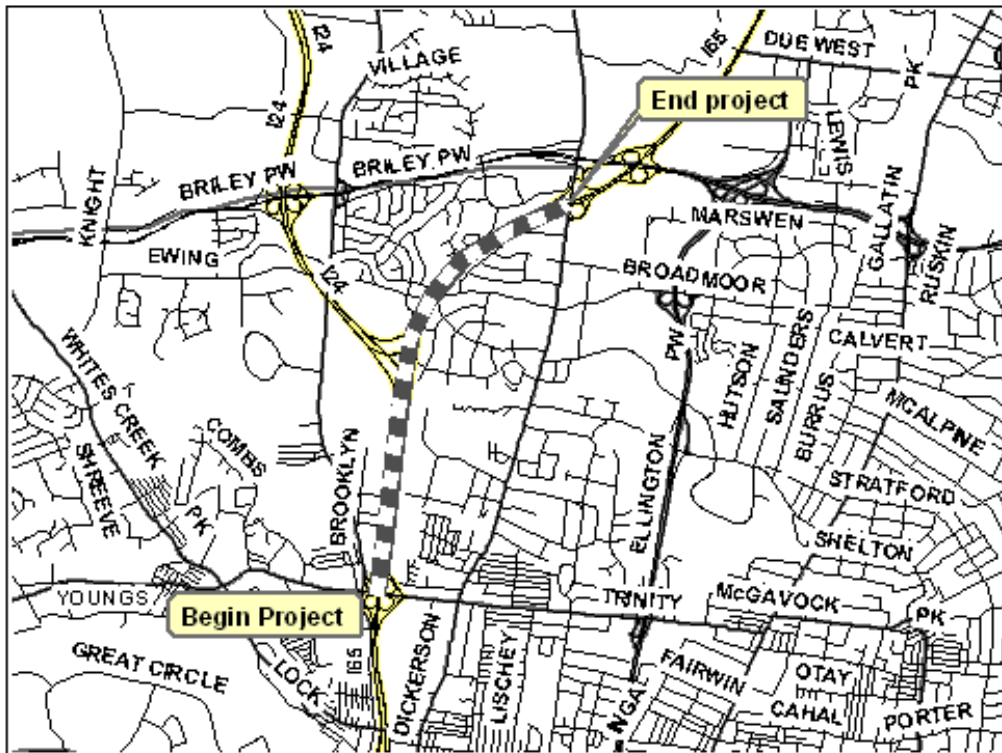 I24
I65
DUE WEST
PK
VILLAGE
End project
I24
LEWIS
BRILEY PW
BRILEY PW
KNIGHT
MARSWEN
GALLATIN
RUSKIN
EWING
I24
BROADMOOR
WHITES CREEK
PK
PW
HUTSON
SAUNDERS
BURRUS
CALVERT
MCALPINE
COMBS
SHREEVE
BROOKLYN
ELLINGTON
STRATFORD
SHELTON
YOUNGS
Begin Project
TRINITY
McGAVOCK
PK
GREAT CIRCLE
CLOCK
I65
DICKERSON
LISCHEY
FAIRWIN
OTAY
CAHAL
PORTER